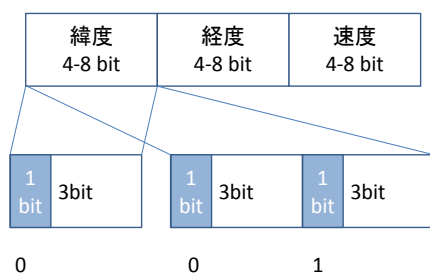 緯度 経度 速度
4-8 bit 4-8 bit 4-8 bit
1 bit 3bit 1 bit 3bit 1 bit 3bit
0 0 1